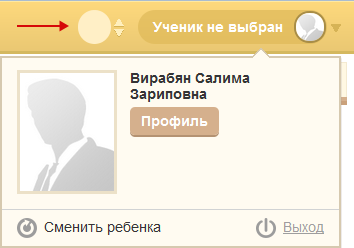 Ученик не выбран
Вирабян Салима
Зариповна
Профиль
Сменить ребенка
Выход